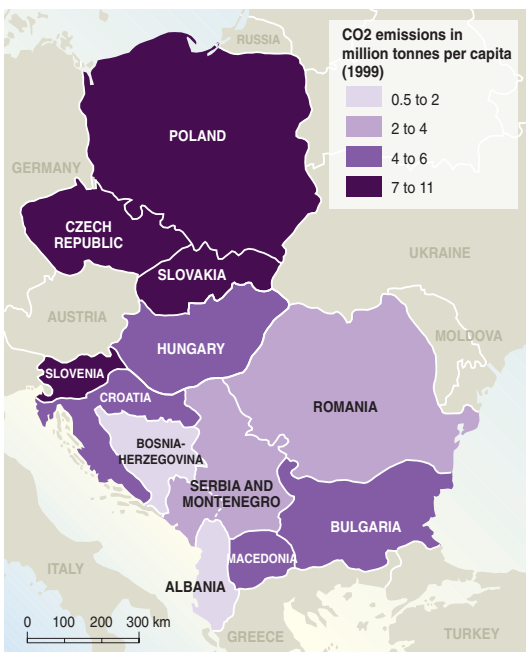 CO2 emissions in
million tonnes per capita
(1999)
0.5 to 2
2 to 4
4 to 6
7 to 11
RUSSIA
POLAND
GERMANY
CZECH
REPUBLIC
UKRAINE
SLOVAKIA
AUSTRIA
MOLDOVA
HUNGARY
SLOVENIA
CROATIA
ROMANIA
BOSNIA-
HERZEGOVINA
SERBIA AND
MONTENEGRO
BULGARIA
MACEDONIA
ITALY
ALBANIA
0 100 200 300 km
GREECE
TURKEY